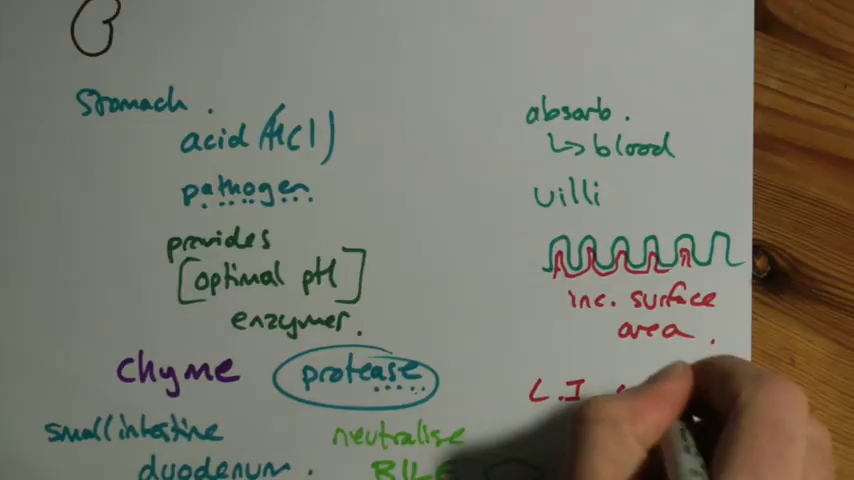 Stomach .
acid (HCl)
pathogen
provides
[optimal pH]
enzymes.
chyme
protease
small intestine
neutralise
duodenum .
BILE
absorb .
↳ blood
villi
inc. surface
area .
L.I